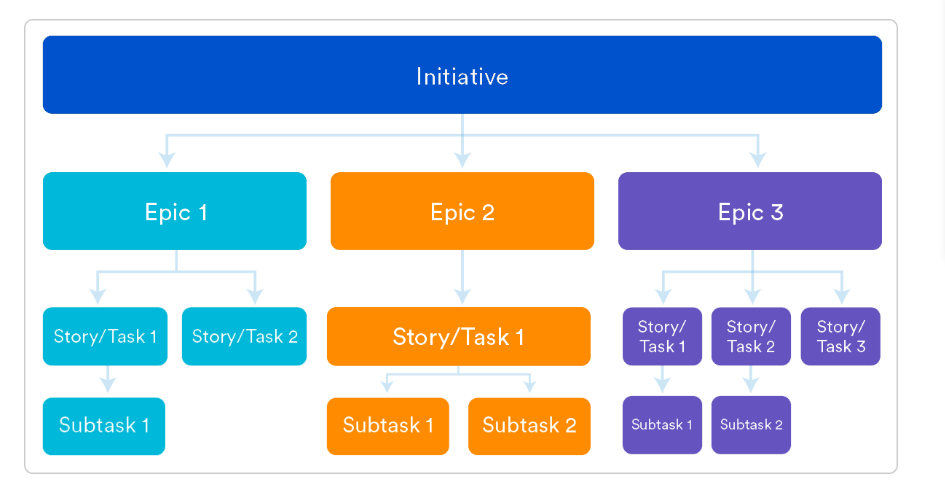 Initiative
Epic 1
Epic 2
Epic 3
Story/Task 1
Story/Task 2
Story/Task 1
Story/
Task 1
Story/
Task 2
Story/
Task 3
Subtask 1
Subtask 1
Subtask 2
Subtask 1
Subtask 2